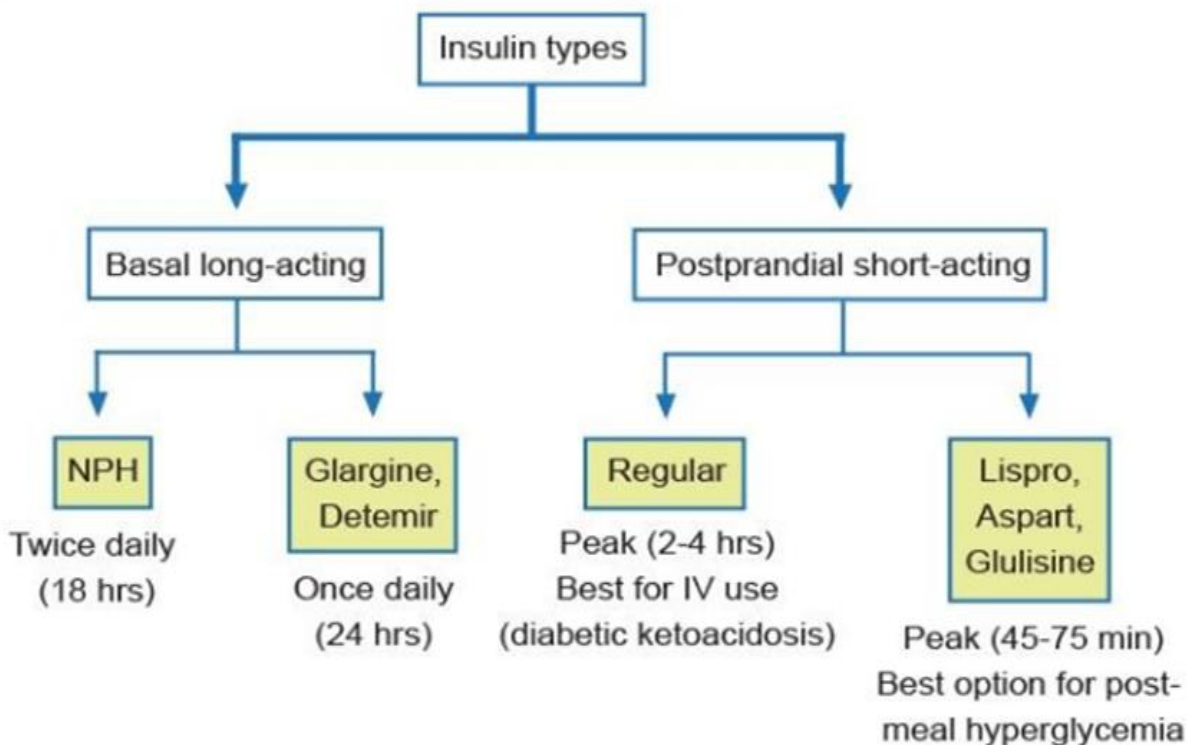 Insulin types
Basal long-acting
Postprandial short-acting
NPH
Twice daily
(18 hrs)
Glargine,
Detemir
Once daily
(24 hrs)
Regular
Peak (2-4 hrs)
Best for IV use
(diabetic ketoacidosis)
Lispro,
Aspart,
Glulisine
Peak (45-75 min)
Best option for post-
meal hyperglycemia